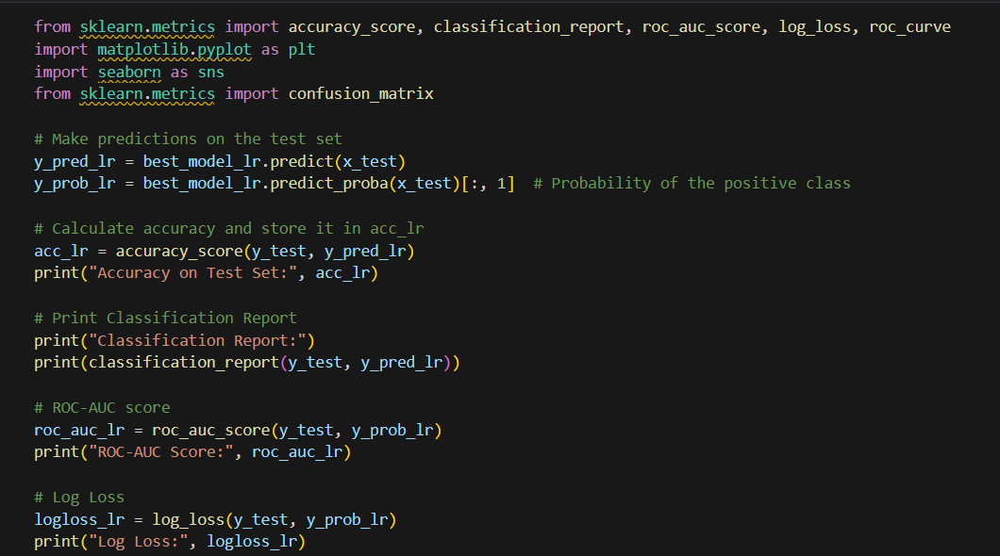 from sklearn.metrics import accuracy_score, classification_report, roc_auc_score, log_loss, roc_curve
import matplotlib.pyplot as plt
import seaborn as sns
from sklearn.metrics import confusion_matrix
# Make predictions on the test set
y_pred_lr = best_model_lr.predict(x_test)
y_prob_lr = best_model_lr.predict_proba(x_test)[:, 1]  # Probability of the positive class
# Calculate accuracy and store it in acc_lr
acc_lr = accuracy_score(y_test, y_pred_lr)
print("Accuracy on Test Set:", acc_lr)
# Print Classification Report
print("Classification Report:")
print(classification_report(y_test, y_pred_lr))
# ROC-AUC score
roc_auc_lr = roc_auc_score(y_test, y_prob_lr)
print("ROC-AUC Score:", roc_auc_lr)
# Log Loss
logloss_lr = log_loss(y_test, y_prob_lr)
print("Log Loss:", logloss_lr)